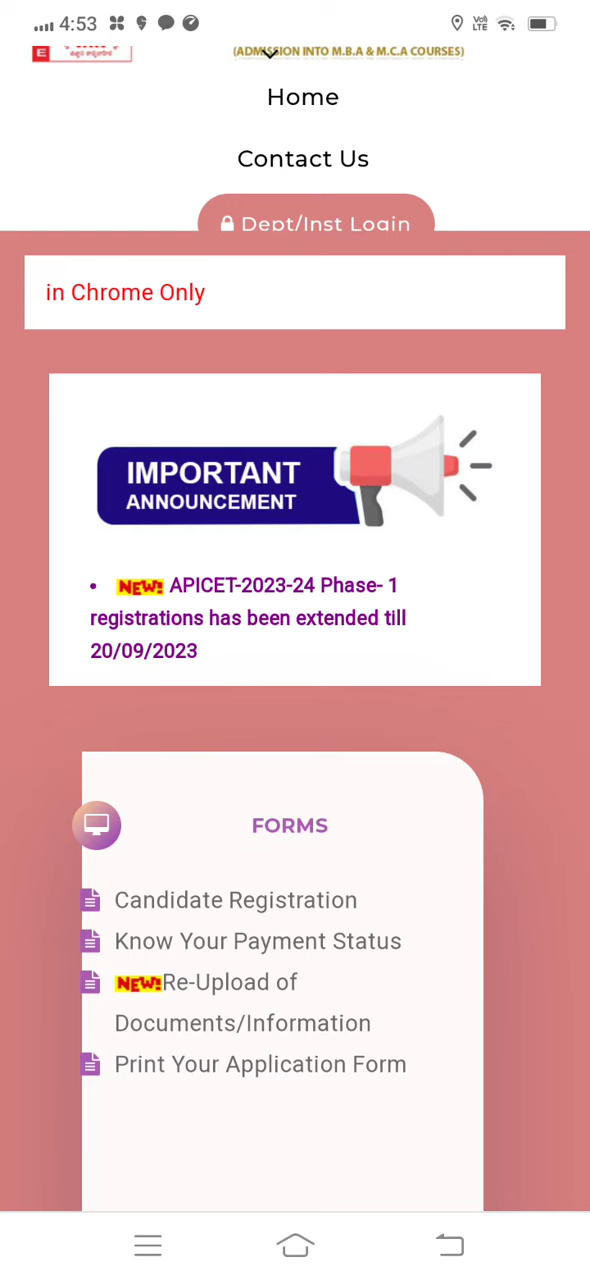 4:53
Vo)
LTE
E
(ADMISSION INTO M.B.A & M.C.A COURSES)
Home
Contact Us
Dept/Inst Login
in Chrome Only
IMPORTANT
ANNOUNCEMENT
• NEW! APICET-2023-24 Phase- 1
registrations has been extended till
20/09/2023
FORMS
Candidate Registration
Know Your Payment Status
NEW!Re-Upload of
Documents/Information
Print Your Application Form